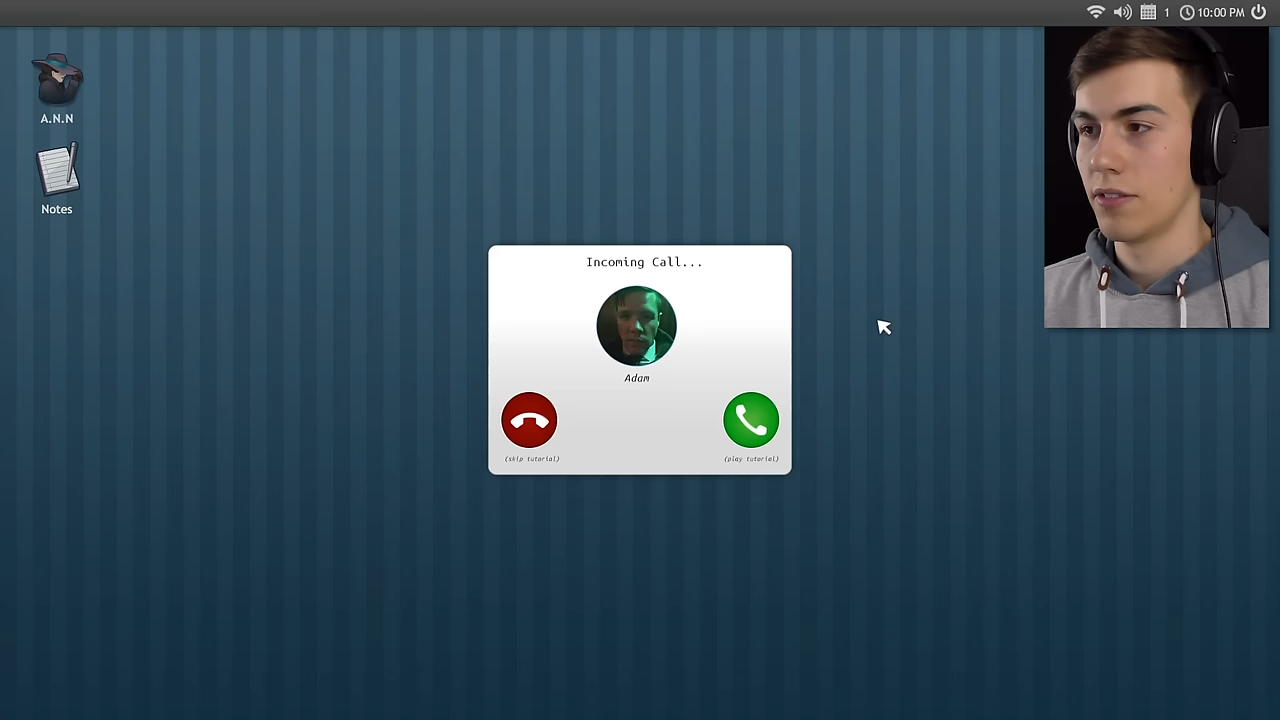 1 10:00 PM
A.N.N
Notes
Incoming Call...
Adam
(skip tutorial) (play tutorial)